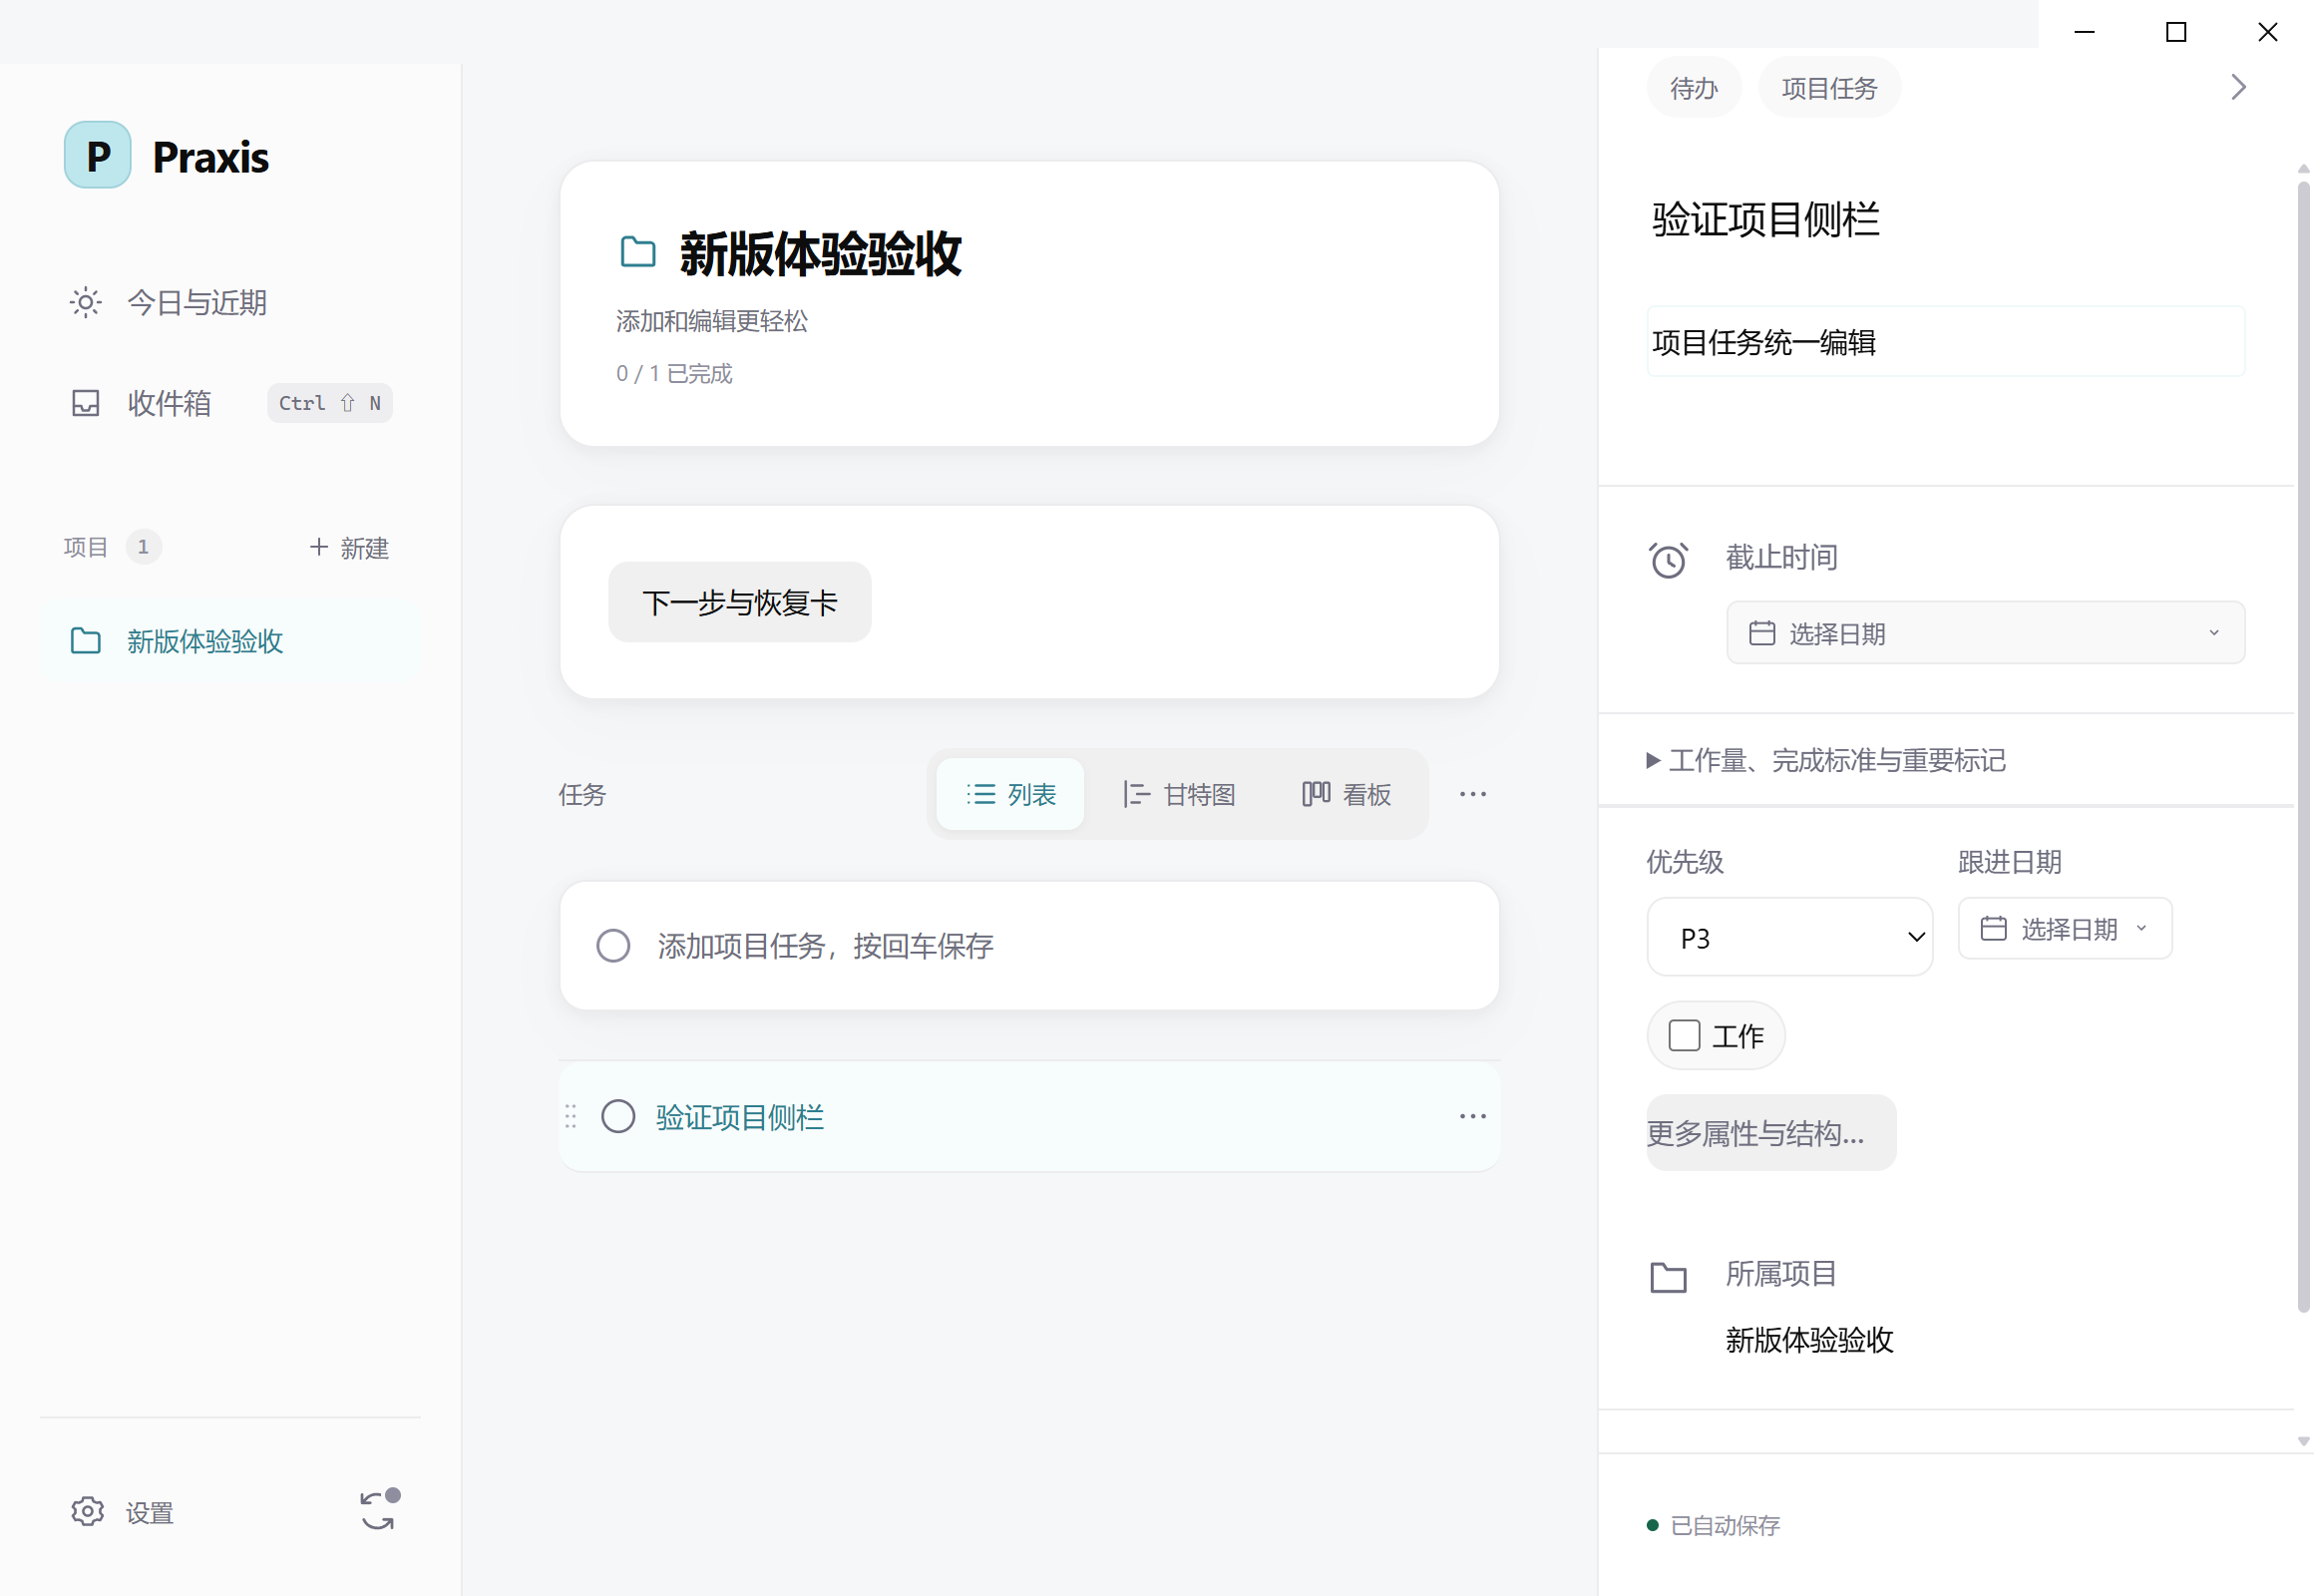 P Praxis
今日与近期
收件箱 Ctrl ⇧ N
项目 1 + 新建
新版体验验收
设置
新版体验验收
添加和编辑更轻松
0 / 1 已完成
下一步与恢复卡
任务 列表 甘特图 看板 ···
添加项目任务，按回车保存
验证项目侧栏 ···
待办 项目任务
验证项目侧栏
项目任务统一编辑
截止时间
选择日期
工作量、完成标准与重要标记
优先级 跟进日期
P3 选择日期
工作
更多属性与结构...
所属项目
新版体验验收
已自动保存